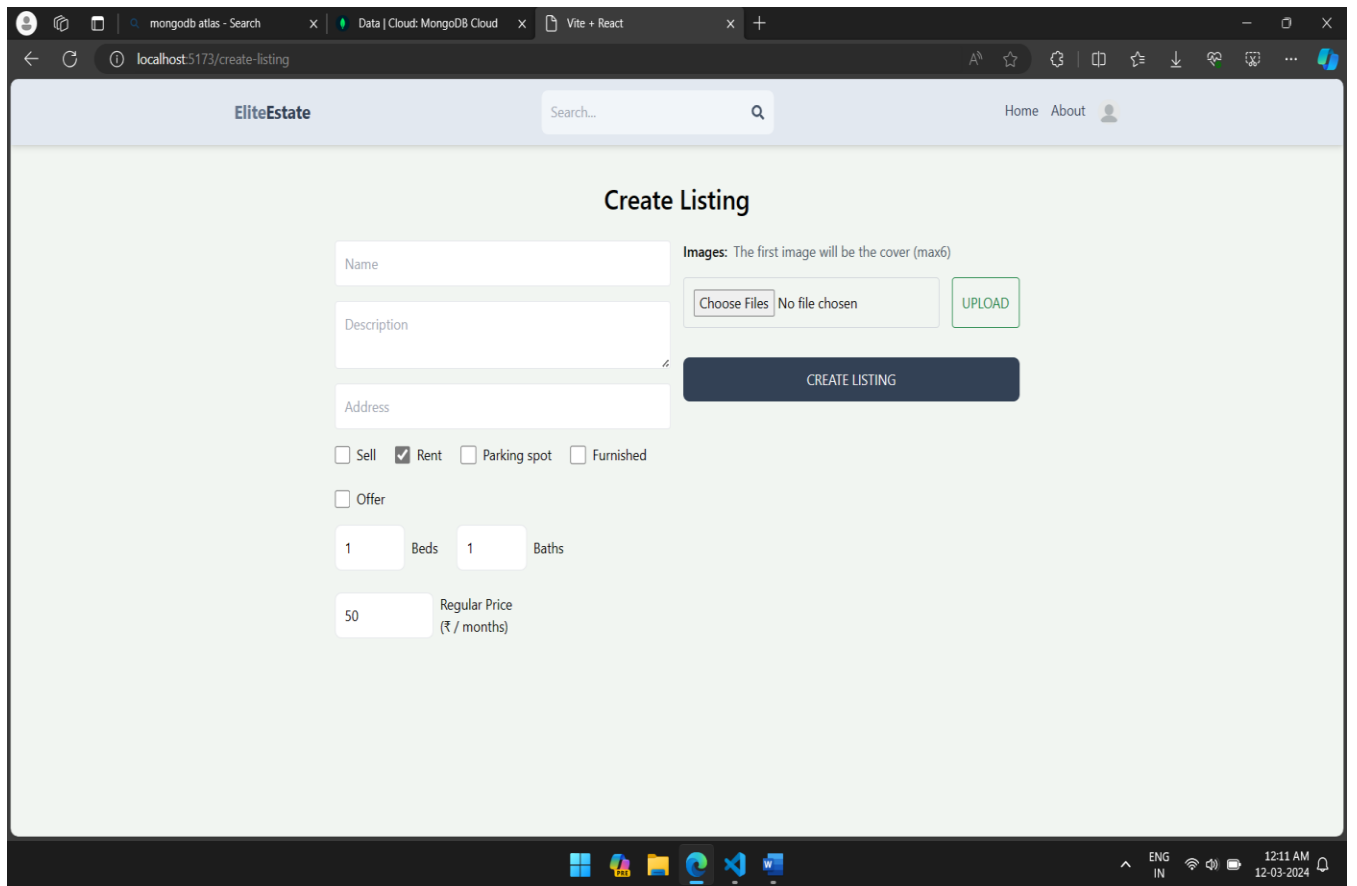 mongodb atlas - Search
Data | Cloud: MongoDB Cloud
Vite + React
localhost:5173/create-listing
EliteEstate
Search...
Home About
Create Listing
Name
Description
Address
Sell Rent Parking spot Furnished
Offer
1 Beds 1 Baths
50 Regular Price
(₹ / months)
Images: The first image will be the cover (max6)
Choose Files No file chosen UPLOAD
CREATE LISTING
PRE
ENG
IN
12:11 AM
12-03-2024